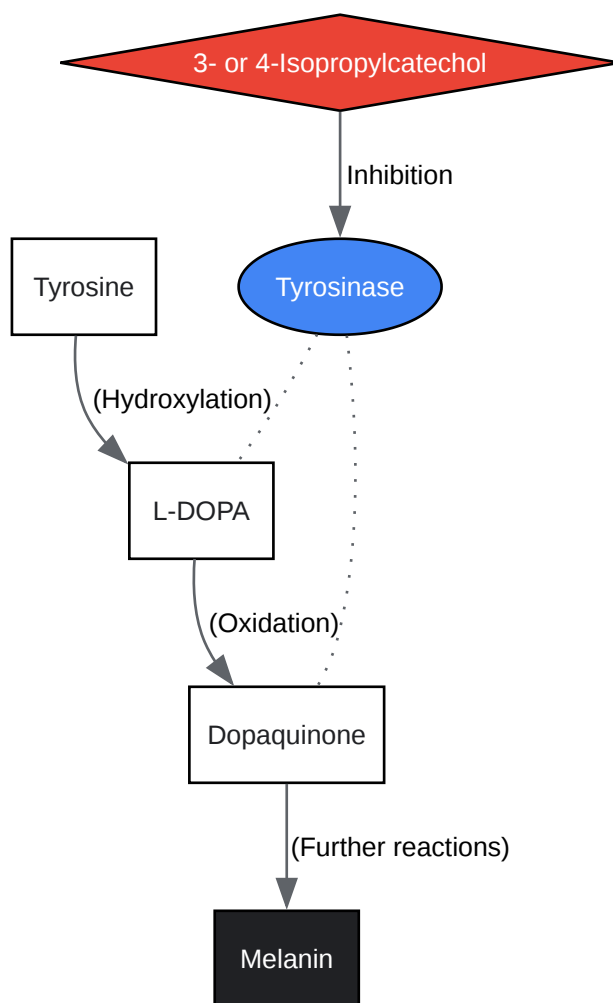 3- or 4-Isopropylcatechol
Inhibition
Tyrosine
Tyrosinase
(Hydroxylation)
L-DOPA
(Oxidation)
Dopaquinone
(Further reactions)
Melanin